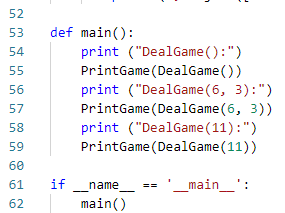 52
53 def main():
54     print ("DealGame():")
55     PrintGame(DealGame())
56     print ("DealGame(6, 3):")
57     PrintGame(DealGame(6, 3))
58     print ("DealGame(11):")
59     PrintGame(DealGame(11))
60
61 if __name__ == '__main__':
62     main()